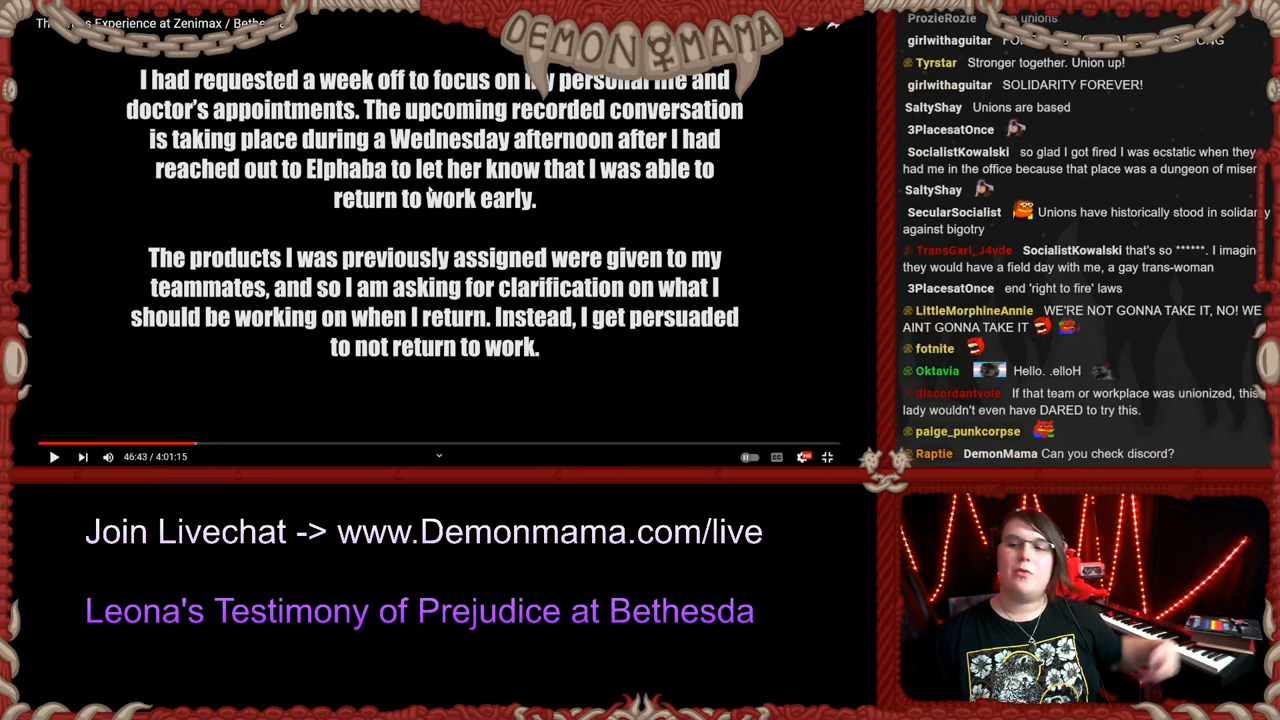 Experience at Zenimax /
DEMON MAMA
I had requested a week off to focus on my personal life and
doctor's appointments. The upcoming recorded conversation
is taking place during a Wednesday afternoon after I had
reached out to Elphaba to let her know that I was able to
return to work early.
The products I was previously assigned were given to my
teammates, and so I am asking for clarification on what I
should be working on when I return. Instead, I get persuaded
to not return to work.
46:43 / 4:01:15
CC
HD
Join Livechat -> www.Demonmama.com/live
Leona's Testimony of Prejudice at Bethesda
ProzieRozie unions
girlwithaguitar
Tyrstar Stronger together. Union up!
girlwithaguitar SOLIDARITY FOREVER!
SaltyShay Unions are based
3PlacesatOnce
SocialistKowalski so glad I got fired I was ecstatic when they
had me in the office because that place was a dungeon of miser
SaltyShay
SecularSocialist Unions have historically stood in solidarity
against bigotry
TransGxrl_J4yde SocialistKowalski that's so ******. I imagin
they would have a field day with me, a gay trans-woman
3PlacesatOnce end 'right to fire' laws
LittleMorphineAnnie WE'RE NOT GONNA TAKE IT, NO! WE
AINT GONNA TAKE IT
fotnite
Oktavia Hello. .elloH
discordantvole If that team or workplace was unionized, this
lady wouldn't even have DARED to try this.
paige_punkcorpse
Raptie DemonMama Can you check discord?